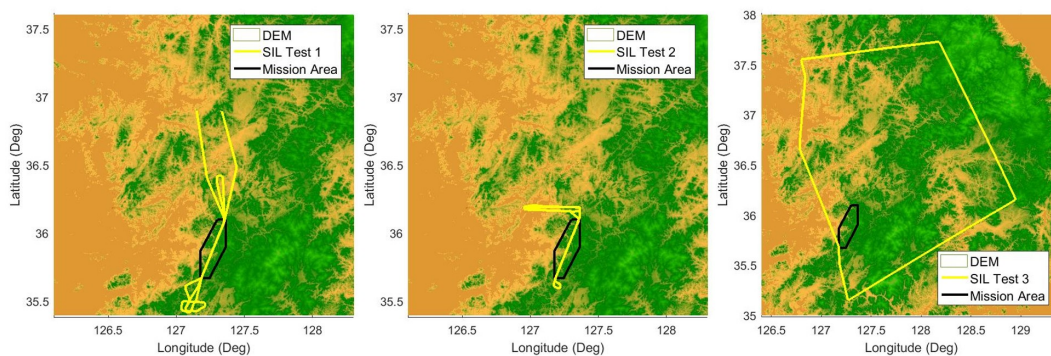 37.5
37
36.5
36
35.5
Latitude (Deg)
126.5 127 127.5 128
Longitude (Deg)
DEM
SIL Test 1
Mission Area
37.5
37
36.5
36
35.5
Latitude (Deg)
126.5 127 127.5 128
Longitude (Deg)
DEM
SIL Test 2
Mission Area
38
37.5
37
36.5
36
35.5
35
Latitude (Deg)
126.5 127 127.5 128 128.5 129
Longitude (Deg)
DEM
SIL Test 3
Mission Area